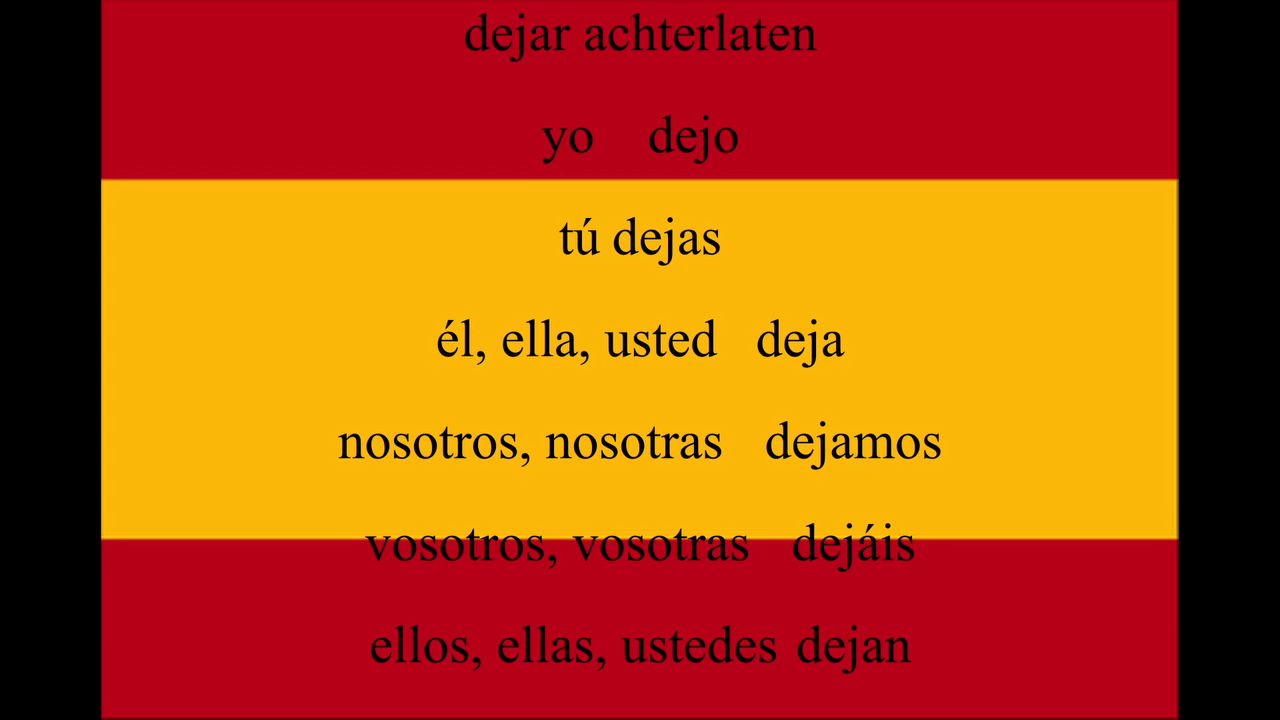 dejar achterlaten
yo dejo
tú dejas
él, ella, usted deja
nosotros, nosotras dejamos
vosotros, vosotras dejáis
ellos, ellas, ustedes dejan